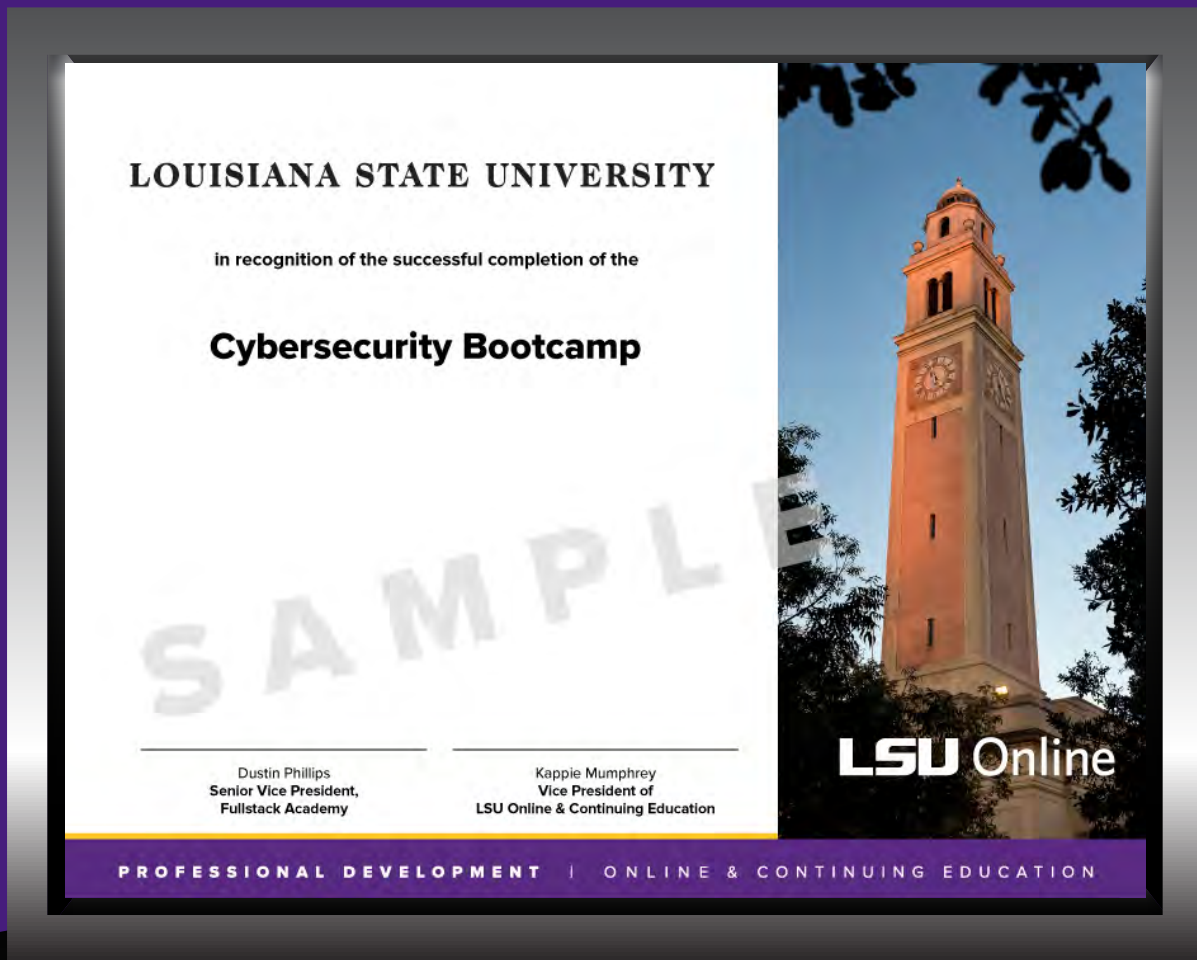 LOUISIANA STATE UNIVERSITY
in recognition of the successful completion of the
Cybersecurity Bootcamp
SAMPLE
Dustin Phillips
Senior Vice President,
Fullstack Academy
Kappie Mumphrey
Vice President of
LSU Online & Continuing Education
LSU Online
PROFESSIONAL DEVELOPMENT | ONLINE & CONTINUING EDUCATION